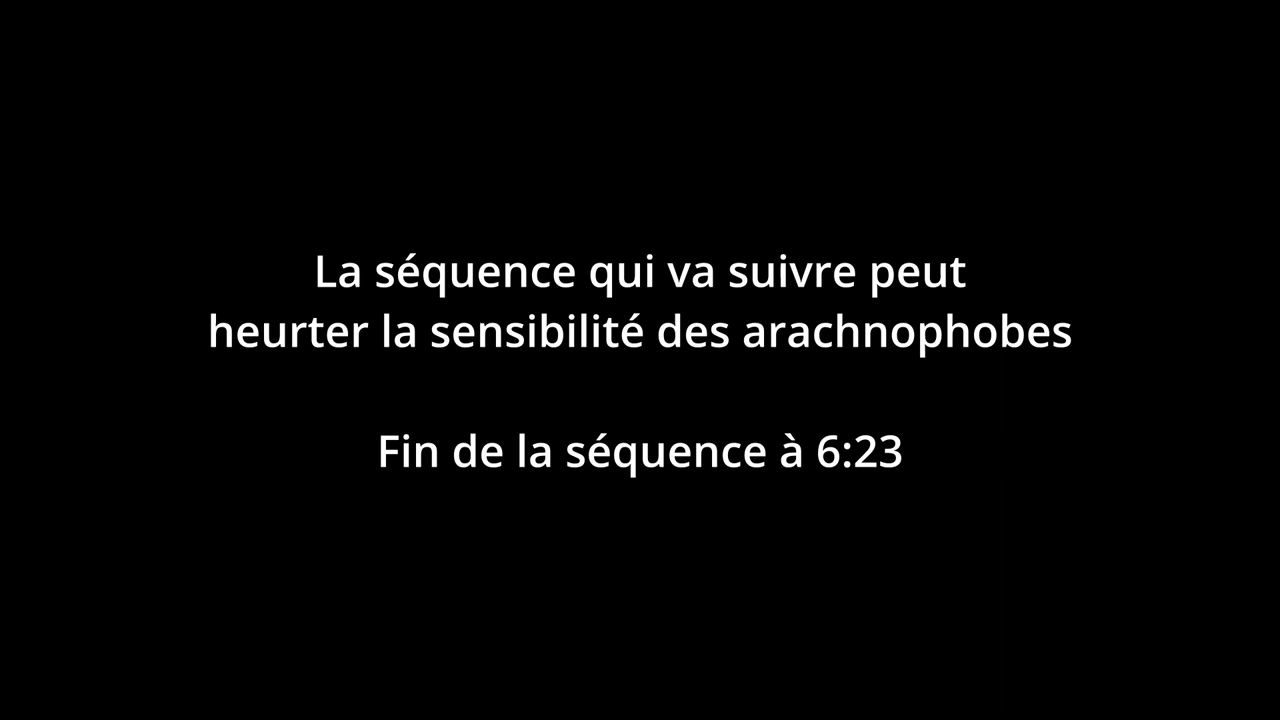 La séquence qui va suivre peut
heurter la sensibilité des arachnophobes
Fin de la séquence à 6:23